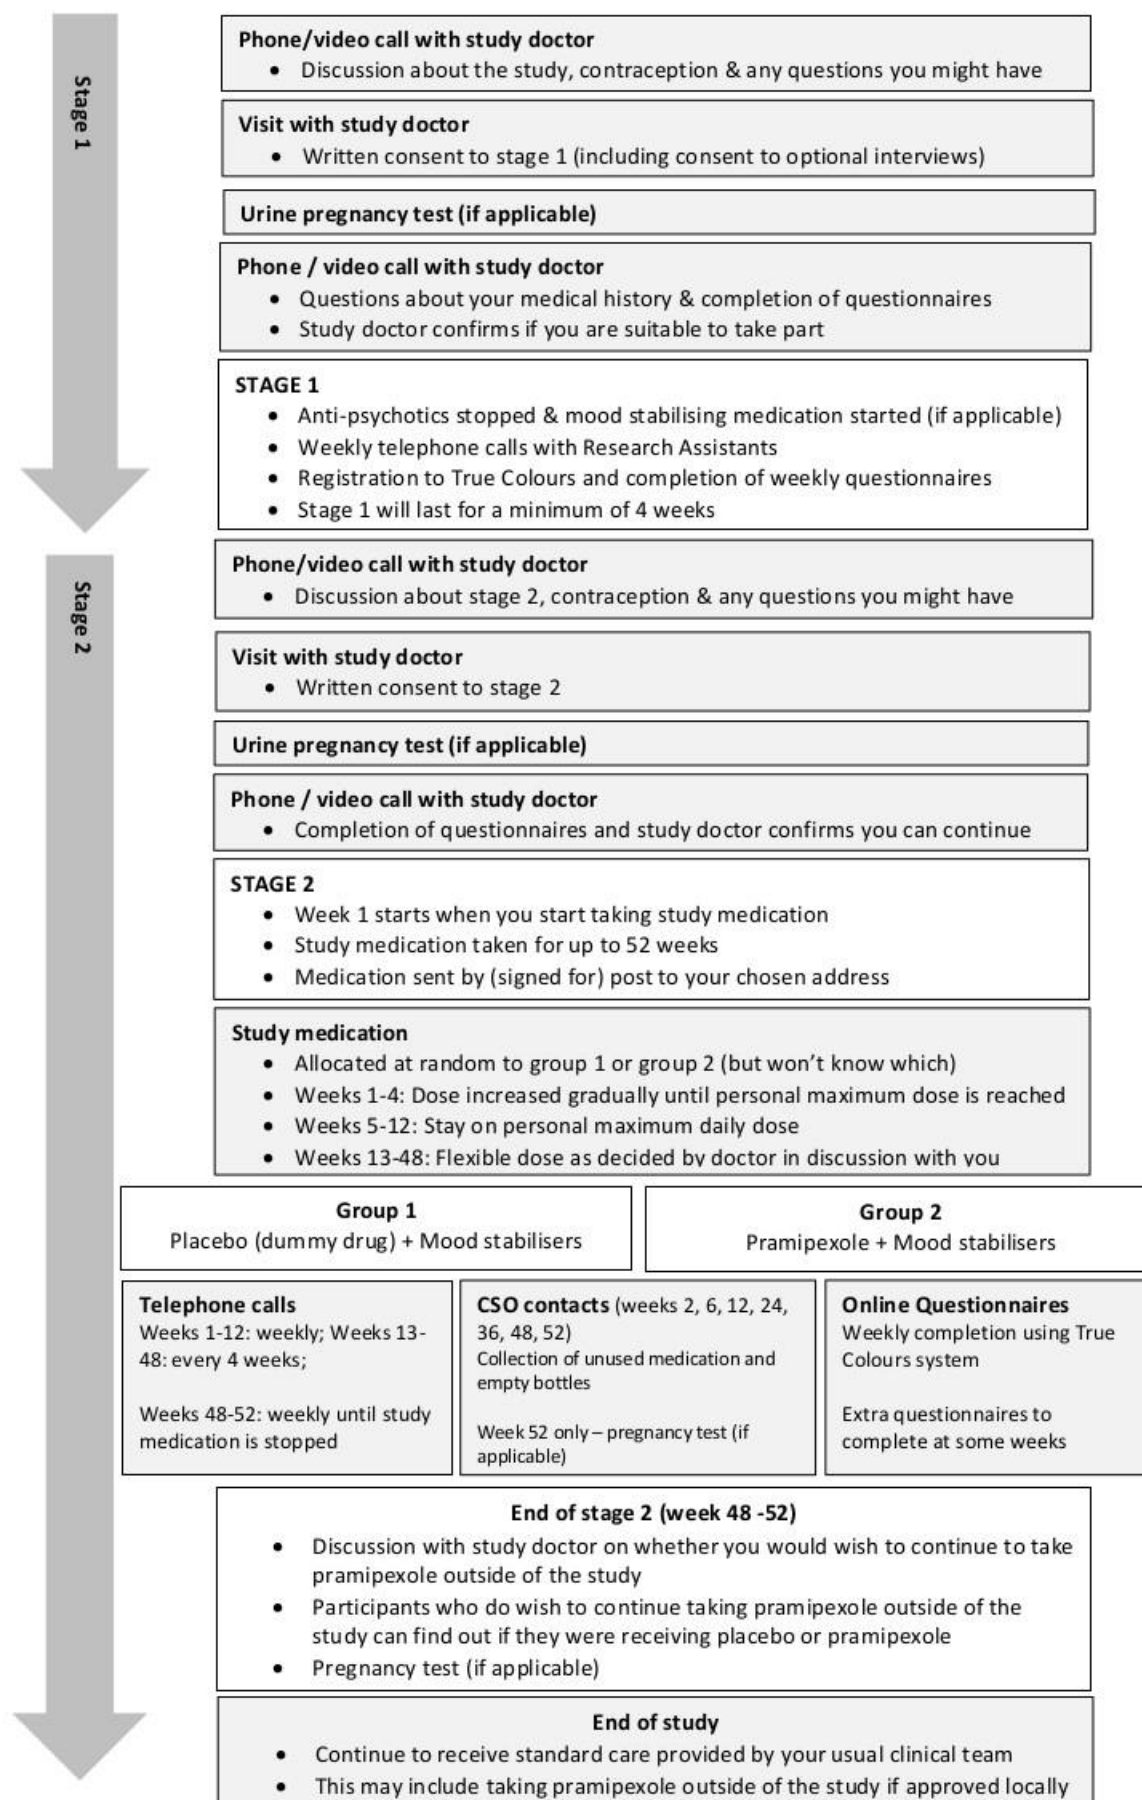 Stage 1
Phone/video call with study doctor
• Discussion about the study, contraception & any questions you might have
Visit with study doctor
• Written consent to stage 1 (including consent to optional interviews)
Urine pregnancy test (if applicable)
Phone / video call with study doctor
• Questions about your medical history & completion of questionnaires
• Study doctor confirms if you are suitable to take part
STAGE 1
• Anti-psychotics stopped & mood stabilising medication started (if applicable)
• Weekly telephone calls with Research Assistants
• Registration to True Colours and completion of weekly questionnaires
• Stage 1 will last for a minimum of 4 weeks
Stage 2
Phone/video call with study doctor
• Discussion about stage 2, contraception & any questions you might have
Visit with study doctor
• Written consent to stage 2
Urine pregnancy test (if applicable)
Phone / video call with study doctor
• Completion of questionnaires and study doctor confirms you can continue
STAGE 2
• Week 1 starts when you start taking study medication
• Study medication taken for up to 52 weeks
• Medication sent by (signed for) post to your chosen address
Study medication
• Allocated at random to group 1 or group 2 (but won't know which)
• Weeks 1-4: Dose increased gradually until personal maximum dose is reached
• Weeks 5-12: Stay on personal maximum daily dose
• Weeks 13-48: Flexible dose as decided by doctor in discussion with you
Group 1
Placebo (dummy drug) + Mood stabilisers
Group 2
Pramipexole + Mood stabilisers
Telephone calls
Weeks 1-12: weekly; Weeks 13-
48: every 4 weeks;
Weeks 48-52: weekly until study
medication is stopped
CSO contacts (weeks 2, 6, 12, 24,
36, 48, 52)
Collection of unused medication and
empty bottles
Week 52 only – pregnancy test (if
applicable)
Online Questionnaires
Weekly completion using True
Colours system
Extra questionnaires to
complete at some weeks
End of stage 2 (week 48 -52)
• Discussion with study doctor on whether you would wish to continue to take
pramipexole outside of the study
• Participants who do wish to continue taking pramipexole outside of the
study can find out if they were receiving placebo or pramipexole
• Pregnancy test (if applicable)
End of study
• Continue to receive standard care provided by your usual clinical team
• This may include taking pramipexole outside of the study if approved locally